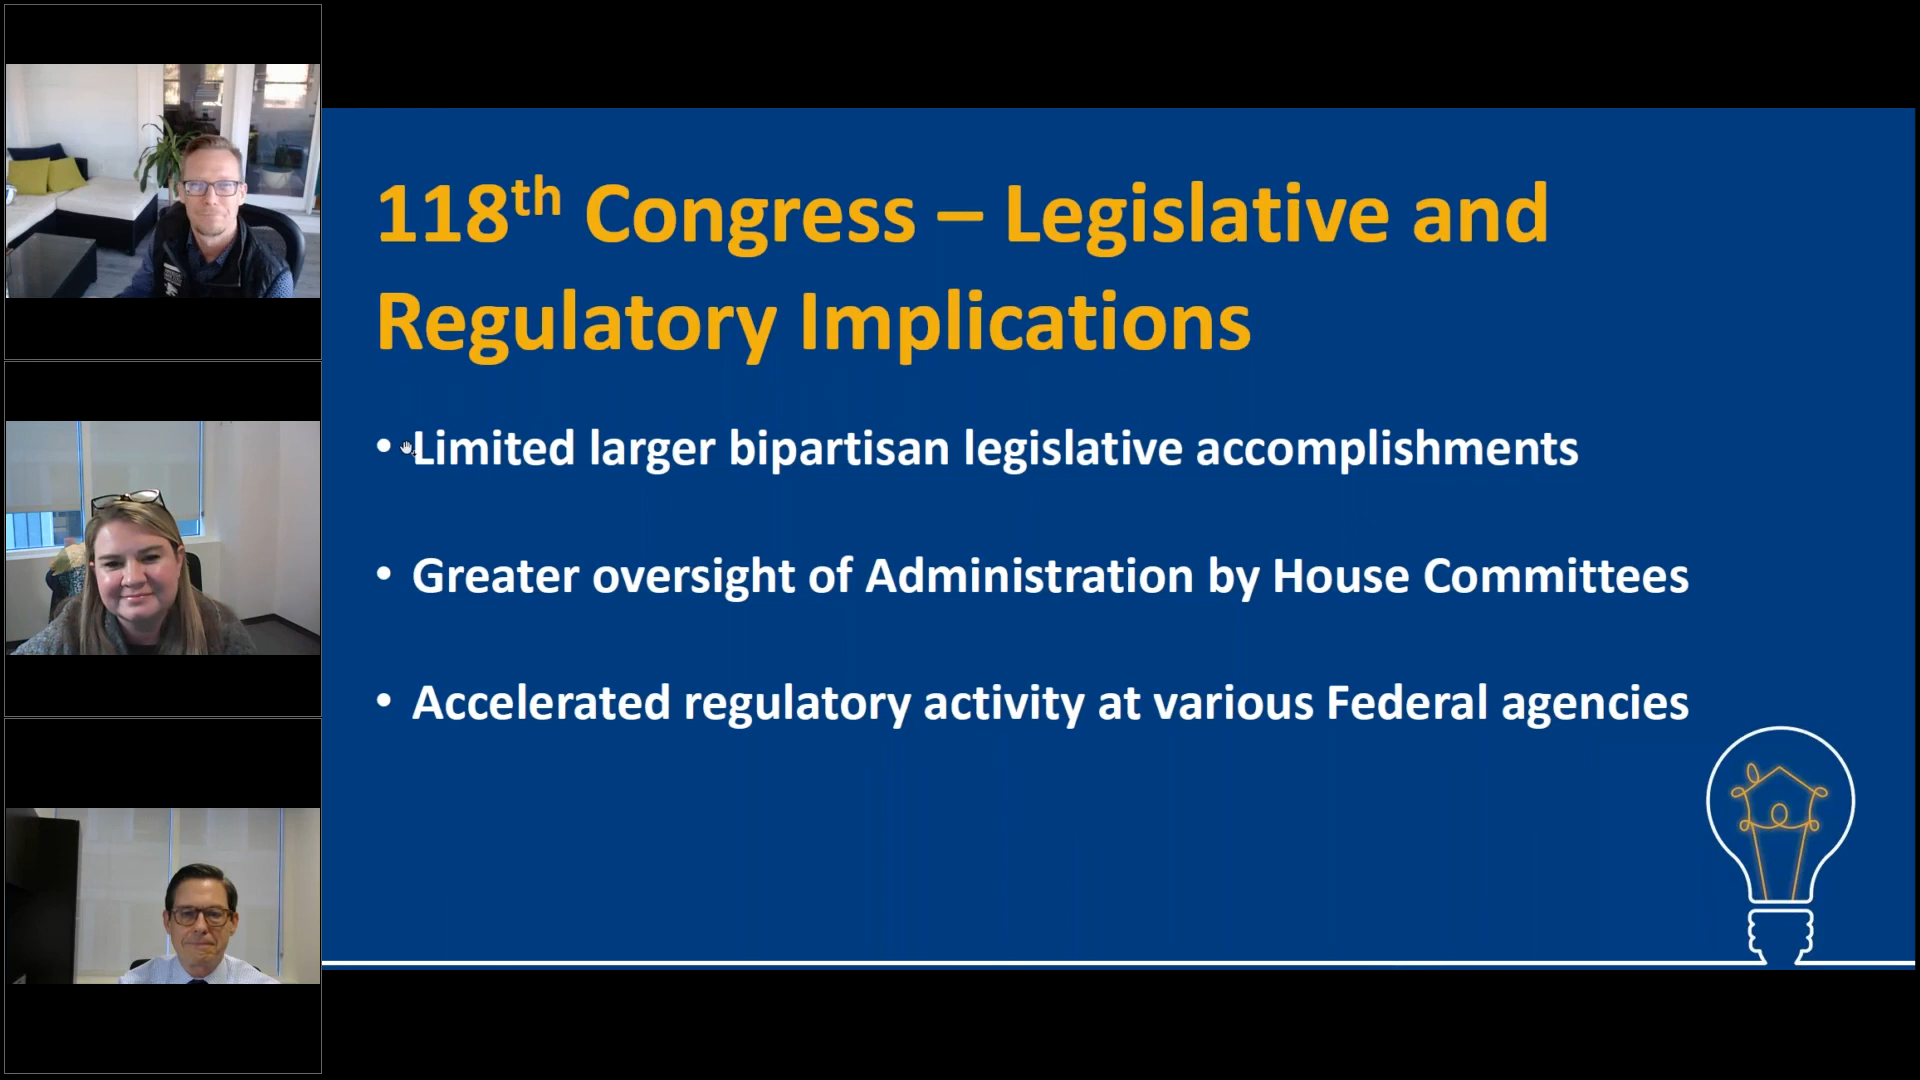 118th Congress – Legislative and
Regulatory Implications
• Limited larger bipartisan legislative accomplishments
• Greater oversight of Administration by House Committees
• Accelerated regulatory activity at various Federal agencies